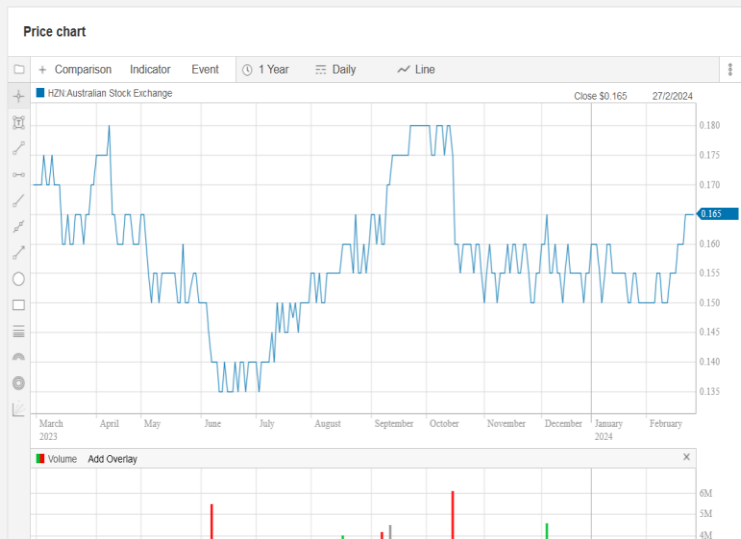 Price chart
+ Comparison Indicator Event 1 Year Daily Line
HZN:Australian Stock Exchange
Close $0.165 27/2/2024
T
0.180
0.175
0.170
0.165
0.160
0.155
0.150
0.145
0.140
0.135
March April May June July August September October November December January February
2023 2024
Volume Add Overlay X
6M
5M
4M